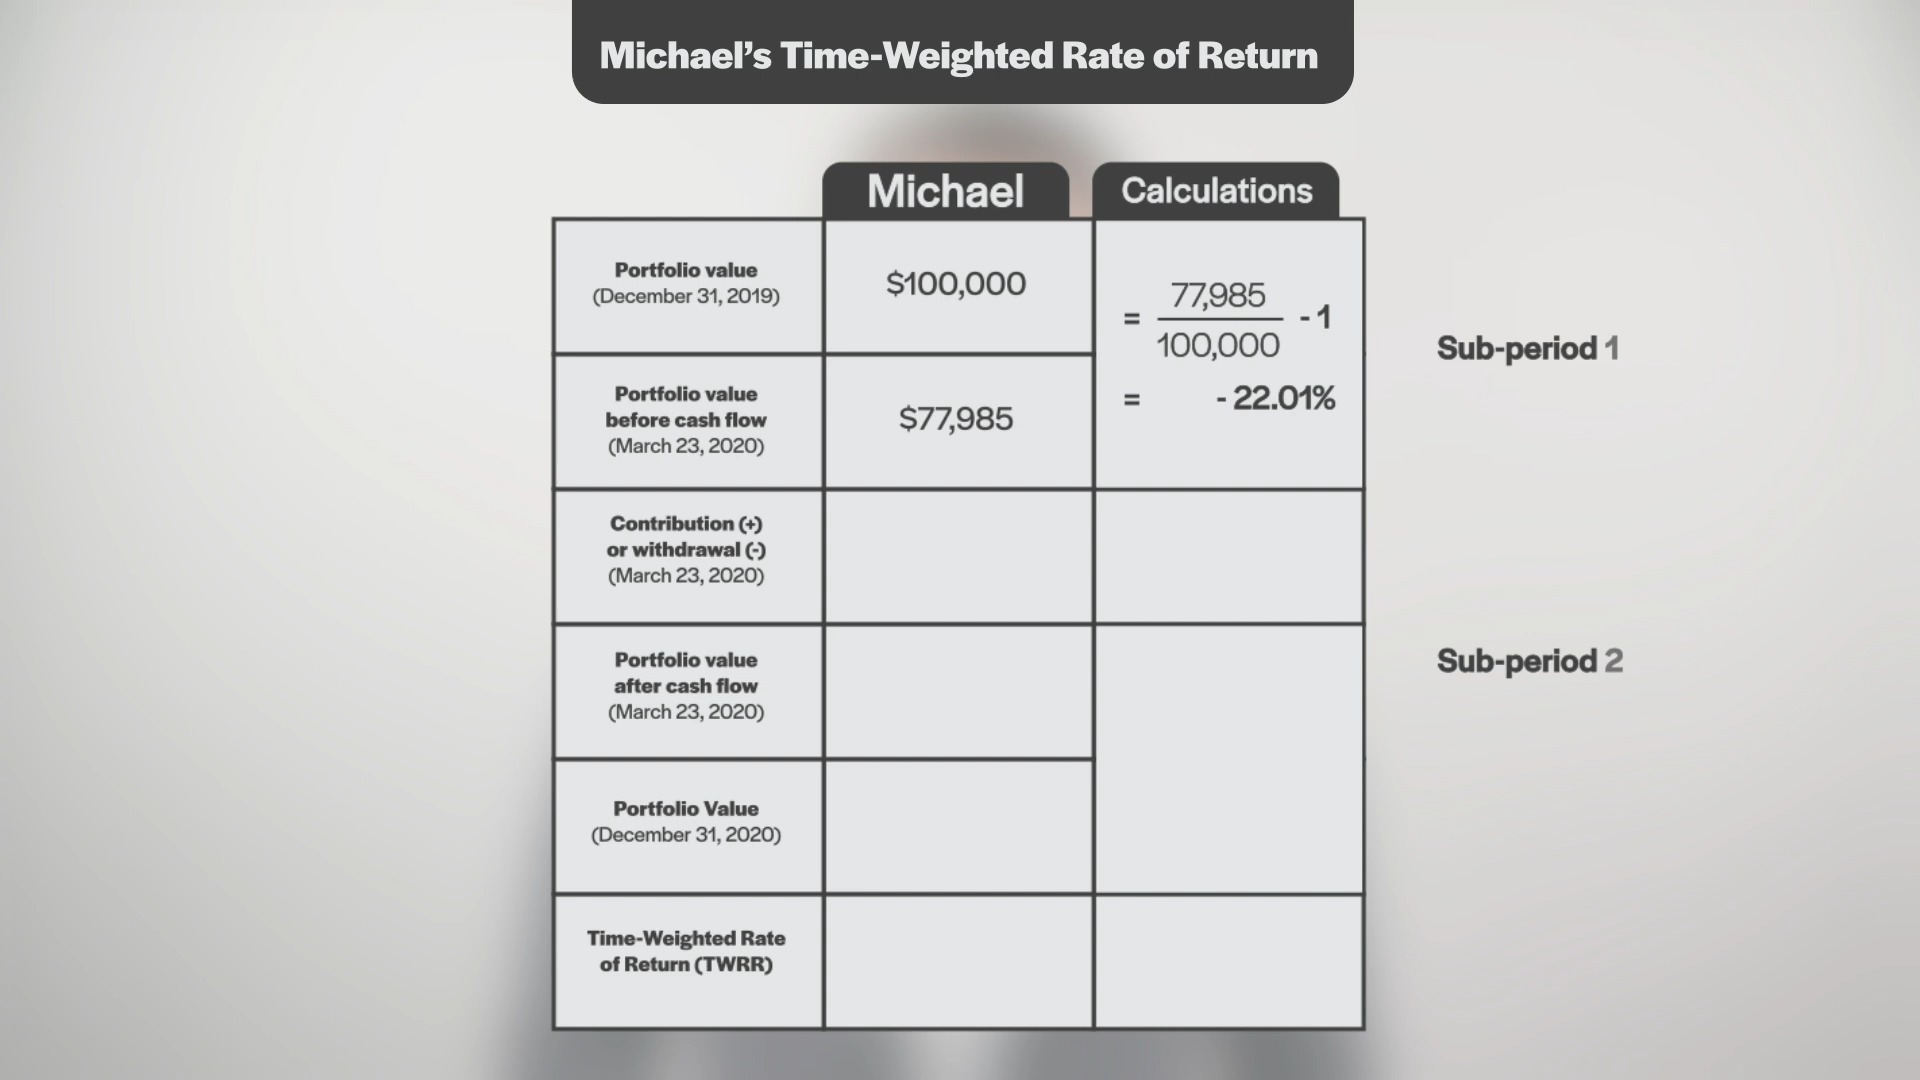 Michael's Time-Weighted Rate of Return
Michael
Calculations
Portfolio value
(December 31, 2019)
$100,000
= 77,985
100,000
- 1
= - 22.01%
Sub-period 1
Portfolio value
before cash flow
(March 23, 2020)
$77,985
Contribution (+)
or withdrawal (-)
(March 23, 2020)
Portfolio value
after cash flow
(March 23, 2020)
Sub-period 2
Portfolio Value
(December 31, 2020)
Time-Weighted Rate
of Return (TWRR)